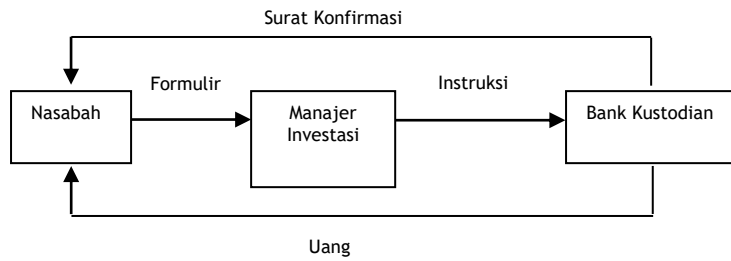 Surat Konfirmasi
Formulir
Instruksi
Nasabah
Manajer
Investasi
Bank Kustodian
Uang